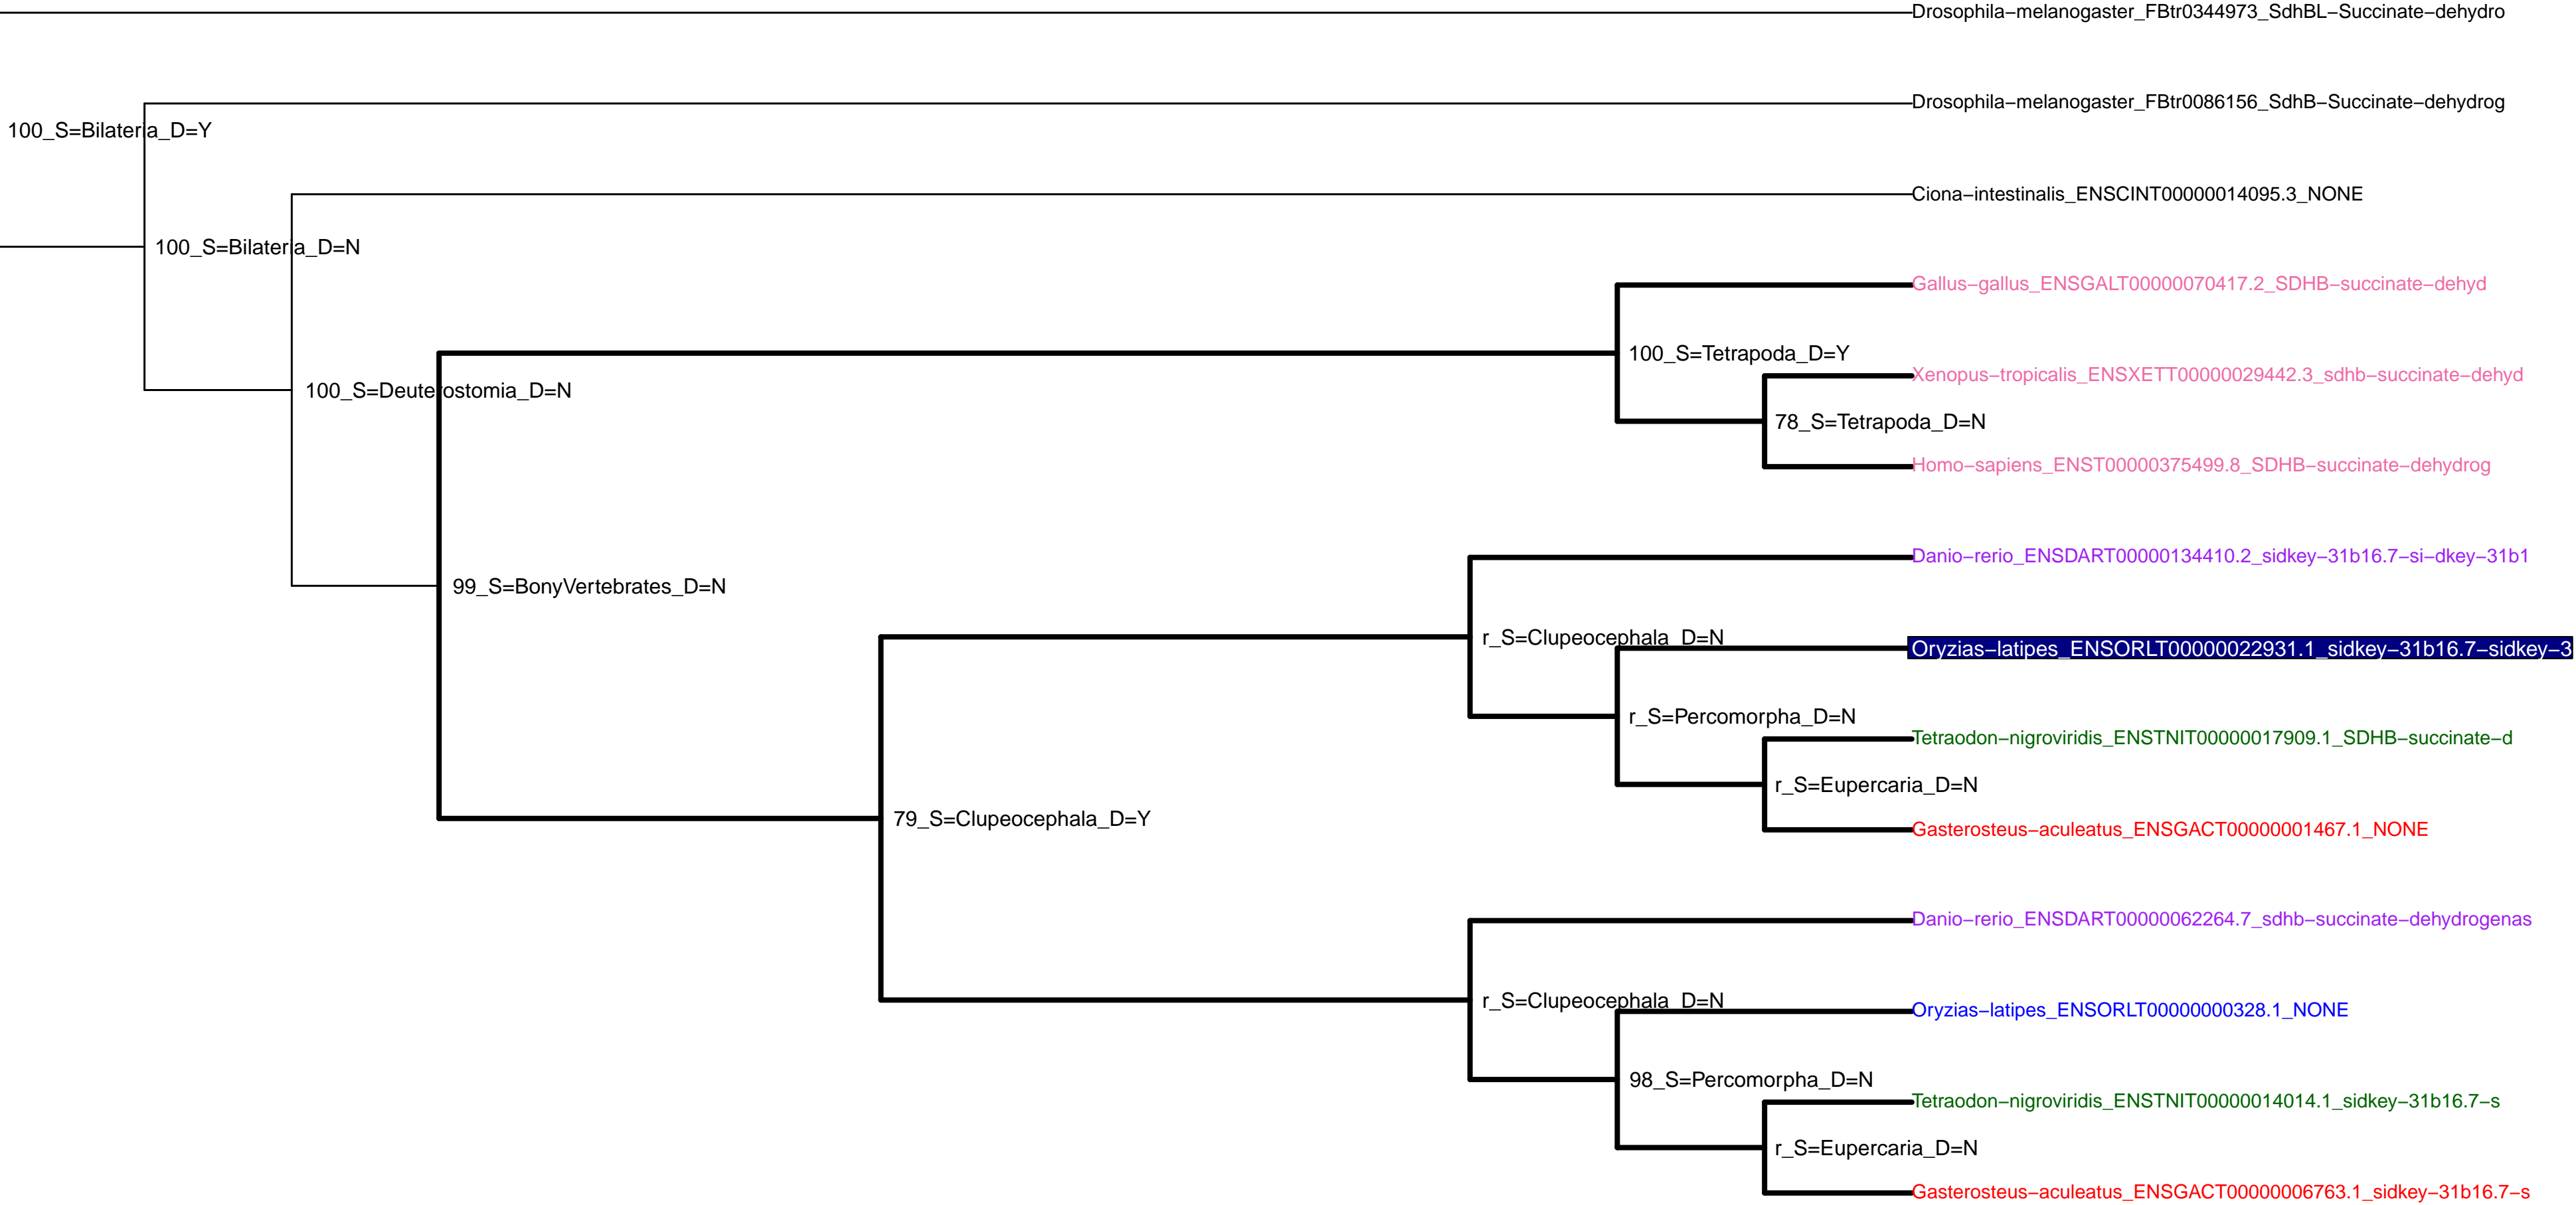 Drosophila−melanogaster_FBtr0344973_SdhBL−Succinate−dehydro
Drosophila−melanogaster_FBtr0086156_SdhB−Succinate−dehydrog
100_S=Bilateria_D=Y
Ciona−intestinalis_ENSCINT00000014095.3_NONE
100_S=Bilateria_D=N
Gallus−gallus_ENSGALT00000070417.2_SDHB−succinate−dehyd
100_S=Tetrapoda_D=Y
Xenopus−tropicalis_ENSXETT00000029442.3_sdhb−succinate−dehyd
100_S=Deuterostomia_D=N
78_S=Tetrapoda_D=N
Homo−sapiens_ENST00000375499.8_SDHB−succinate−dehydrog
Danio−rerio_ENSDART00000134410.2_sidkey−31b16.7−si−dkey−31b1
99_S=BonyVertebrates_D=N
r_S=Clupeocephala_D=N
Oryzias−latipes_ENSORLT00000022931.1_sidkey−31b16.7−sidkey−3
r_S=Percomorpha_D=N
Tetraodon−nigroviridis_ENSTNIT00000017909.1_SDHB−succinate−d
r_S=Eupercaria_D=N
79_S=Clupeocephala_D=Y
Gasterosteus−aculeatus_ENSGACT00000001467.1_NONE
Danio−rerio_ENSDART00000062264.7_sdhb−succinate−dehydrogenas
r_S=Clupeocephala_D=N
Oryzias−latipes_ENSORLT00000000328.1_NONE
98_S=Percomorpha_D=N
Tetraodon−nigroviridis_ENSTNIT00000014014.1_sidkey−31b16.7−s
r_S=Eupercaria_D=N
Gasterosteus−aculeatus_ENSGACT00000006763.1_sidkey−31b16.7−s